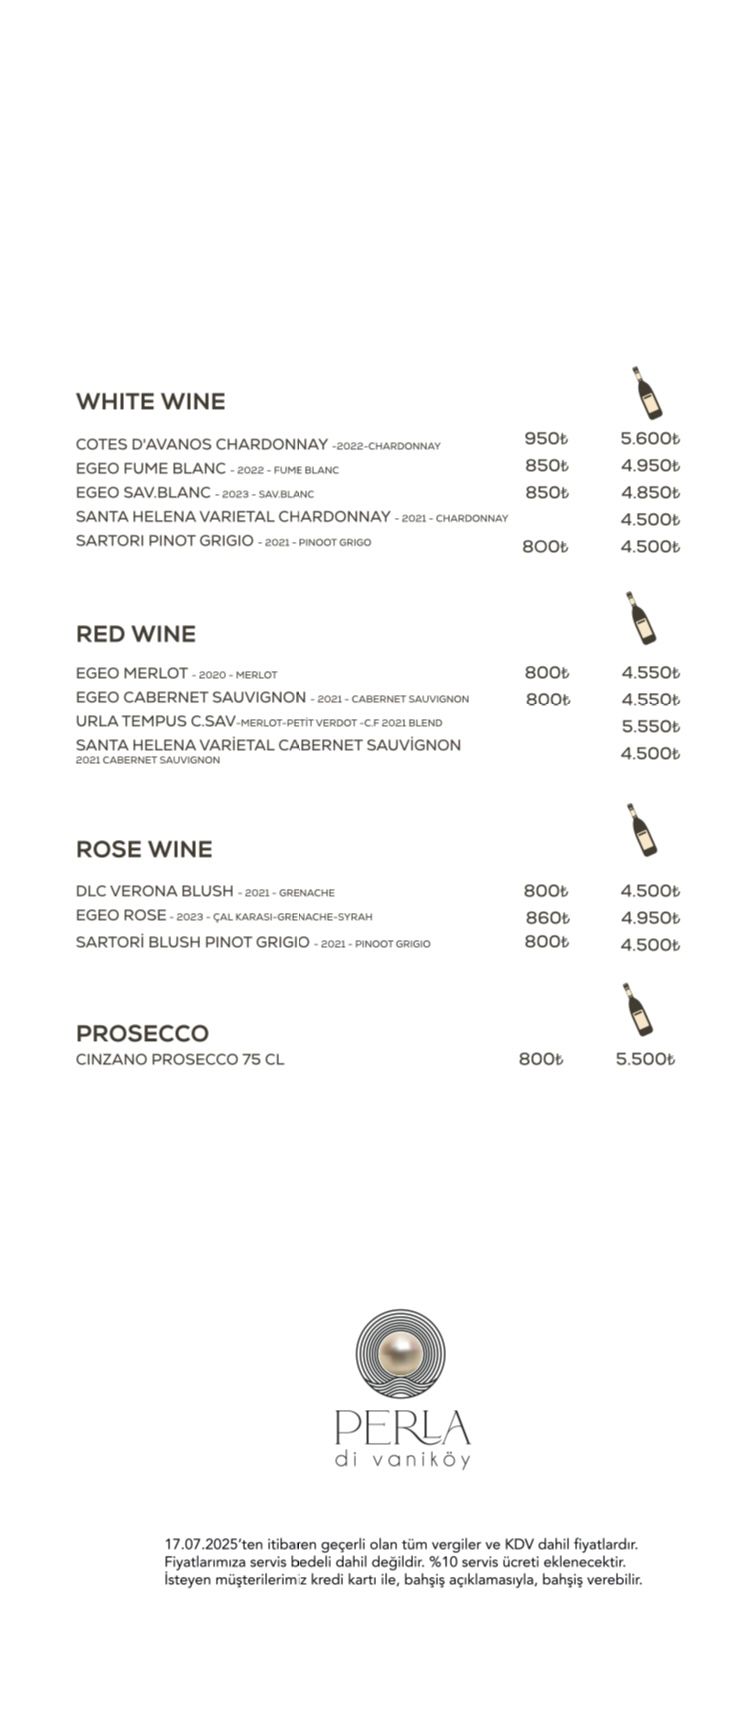 WHITE WINE
COTES D'AVANOS CHARDONNAY -2022-CHARDONNAY 950₺ 5.600₺
EGEO FUME BLANC - 2022 - FUME BLANC 850₺ 4.950₺
EGEO SAV.BLANC - 2023 - SAV.BLANC 850₺ 4.850₺
SANTA HELENA VARIETAL CHARDONNAY - 2021 - CHARDONNAY 4.500₺
SARTORI PINOT GRIGIO - 2021 - PINOOT GRIGO 800₺ 4.500₺
RED WINE
EGEO MERLOT - 2020 - MERLOT 800₺ 4.550₺
EGEO CABERNET SAUVIGNON - 2021 - CABERNET SAUVIGNON 800₺ 4.550₺
URLA TEMPUS C.SAV-MERLOT-PETİT VERDOT -C.F 2021 BLEND 5.550₺
SANTA HELENA VARİETAL CABERNET SAUVİGNON 4.500₺
2021 CABERNET SAUVIGNON
ROSE WINE
DLC VERONA BLUSH - 2021 - GRENACHE 800₺ 4.500₺
EGEO ROSE - 2023 - ÇAL KARASI-GRENACHE-SYRAH 860₺ 4.950₺
SARTORİ BLUSH PINOT GRIGIO - 2021 - PINOOT GRIGIO 800₺ 4.500₺
PROSECCO
CINZANO PROSECCO 75 CL 800₺ 5.500₺
PERLA
di vaniköy
17.07.2025'ten itibaren geçerli olan tüm vergiler ve KDV dahil fiyatlardır.
Fiyatlarımıza servis bedeli dahil değildir. %10 servis ücreti eklenecektir.
İsteyen müşterilerimiz kredi kartı ile, bahşiş açıklamasıyla, bahşiş verebilir.